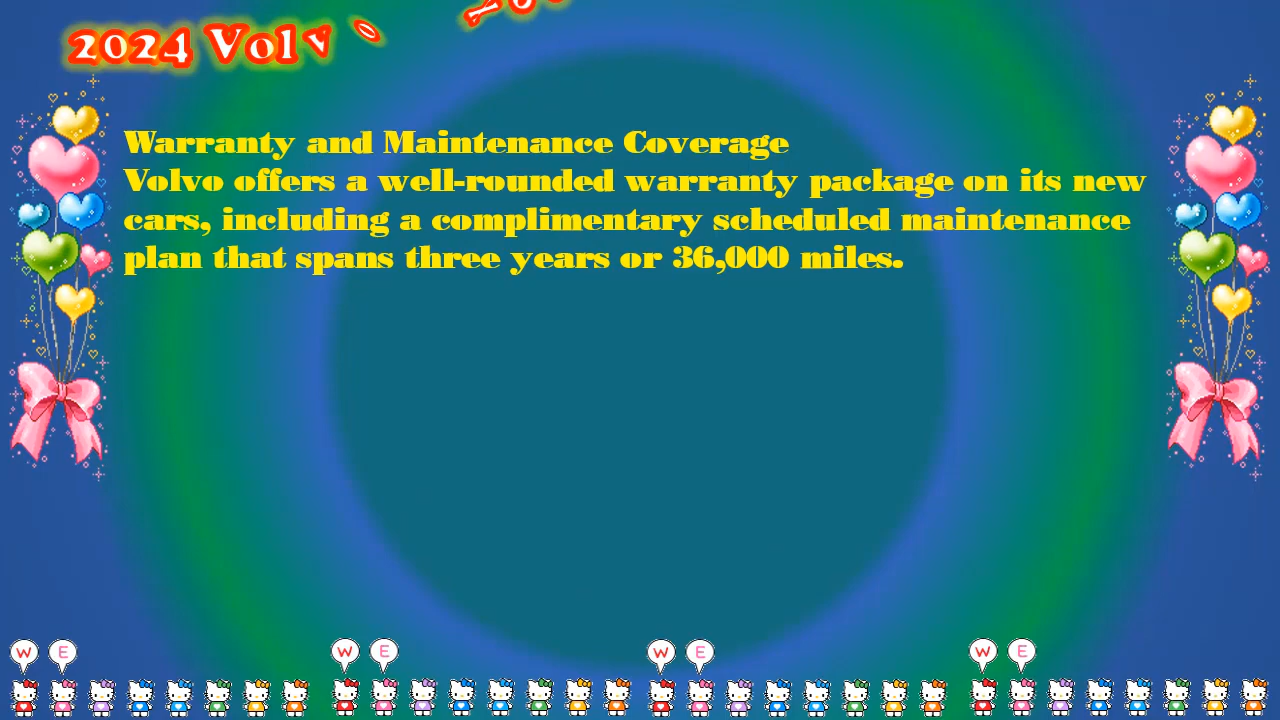 2024 Volvo
Warranty and Maintenance Coverage
Volvo offers a well-rounded warranty package on its new
cars, including a complimentary scheduled maintenance
plan that spans three years or 36,000 miles.
W E W E W E W E